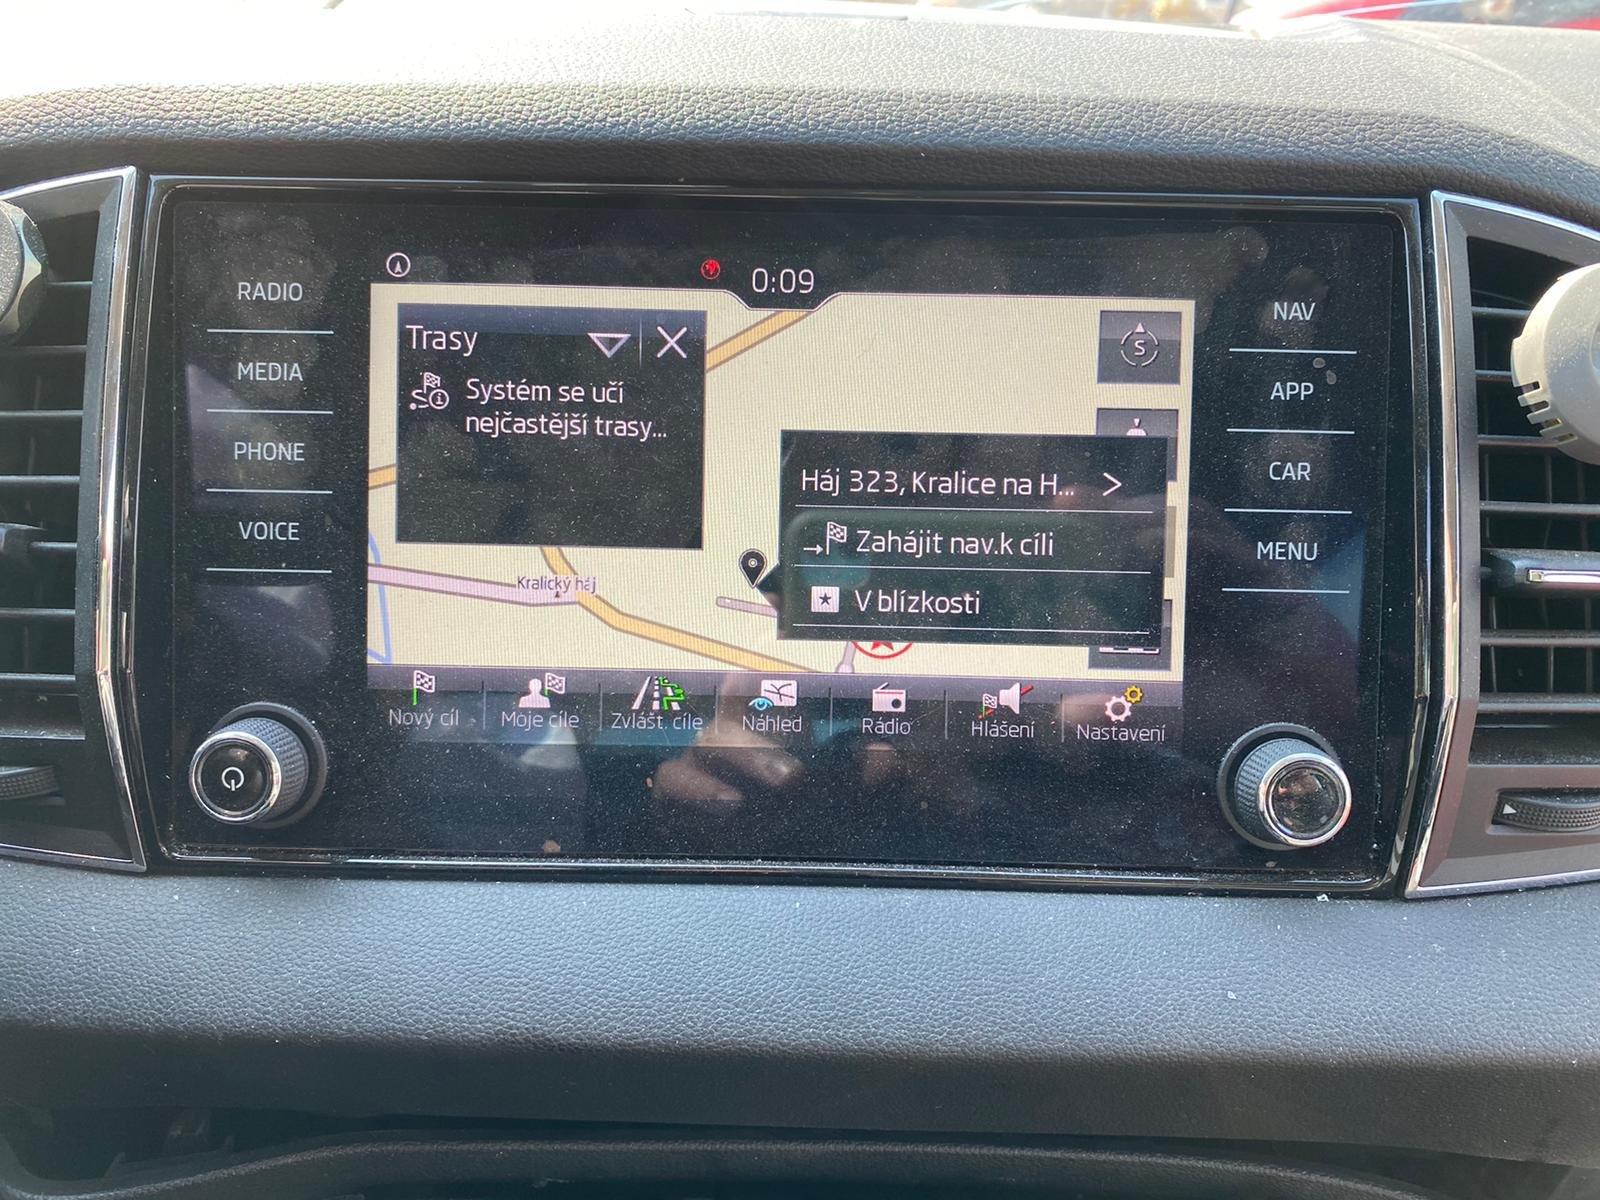 0:09
RADIO
MEDIA
PHONE
VOICE
Trasy
Systém se učí
nejčastější trasy...
Kralický háj
S
Háj 323, Kralice na H...
Zahájit nav.k cíli
V blízkosti
Nový cíl
Moje cíle
Zvlášt. cíle
Náhled
Rádio
Hlášení
Nastavení
NAV
APP
CAR
MENU